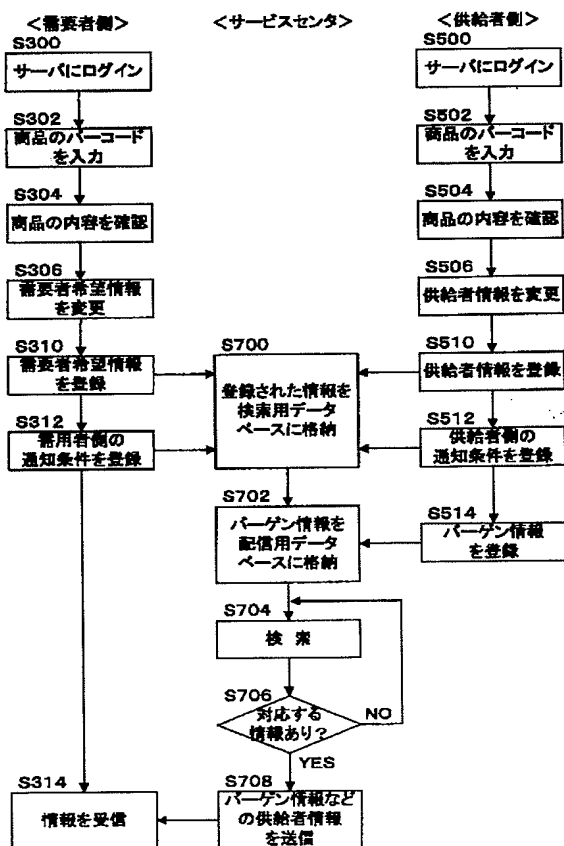 <需要者側>
S300
サーバにログイン
S302
商品のバーコード
を入力
S304
商品の内容を確認
S306
需要者希望情報
を変更
S310
需要者希望情報
を登録
S312
需用者側の
通知条件を登録
S314
情報を受信
<サービスセンタ>
S700
登録された情報を
検索用データ
ベースに格納
S702
バーゲン情報を
配信用データ
ベースに格納
S704
検 索
S706
対応する
情報あり?
NO
YES
S708
バーゲン情報など
の供給者情報
を送信
<供給者側>
S500
サーバにログイン
S502
商品のバーコード
を入力
S504
商品の内容を確認
S506
供給者情報を変更
S510
供給者情報を登録
S512
供給者側の
通知条件を登録
S514
バーゲン情報
を登録